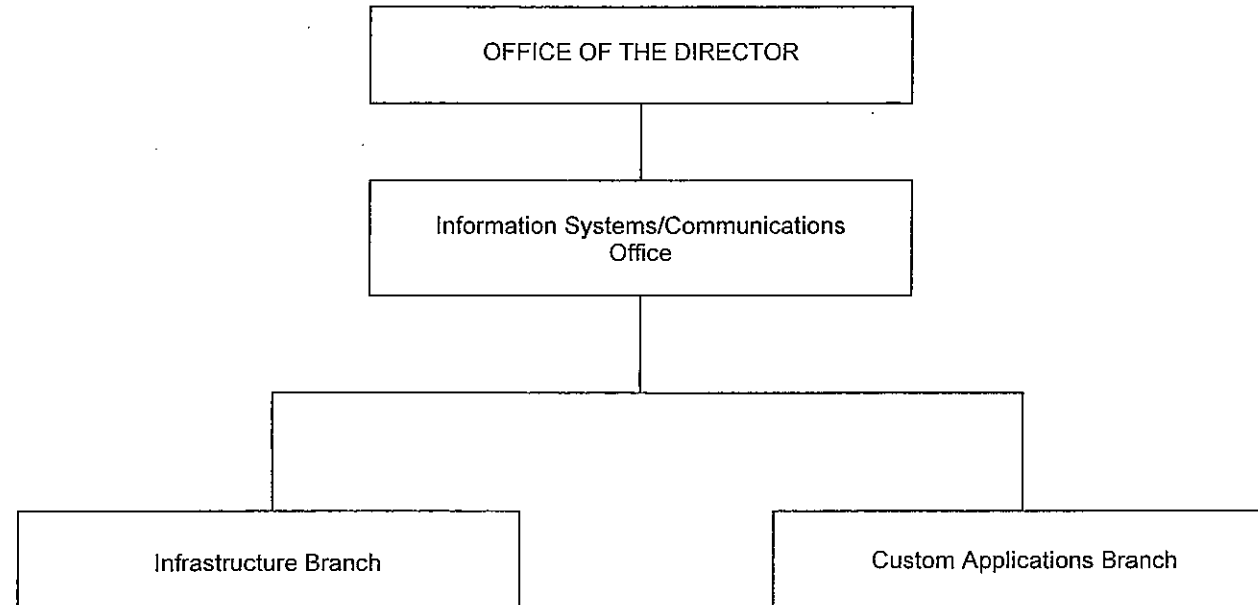 OFFICE OF THE DIRECTOR
Information Systems/Communications
Office
Infrastructure Branch
Custom Applications Branch